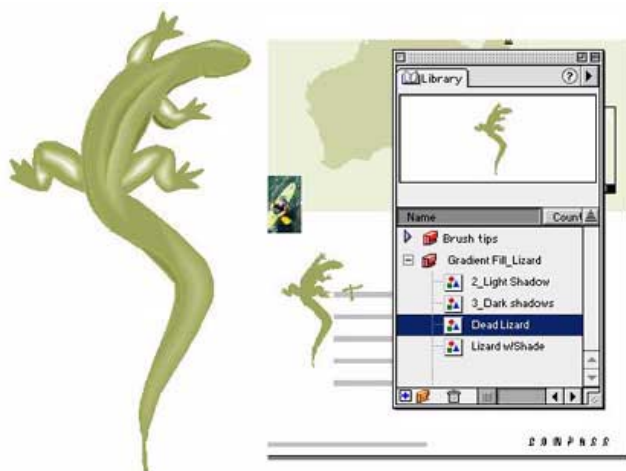 Library
?
Name Count
Brush tips
Gradient Fill_Lizard
2_Light Shadow
3_Dark shadows
Dead Lizard
Lizard w/Shade
COMPASS